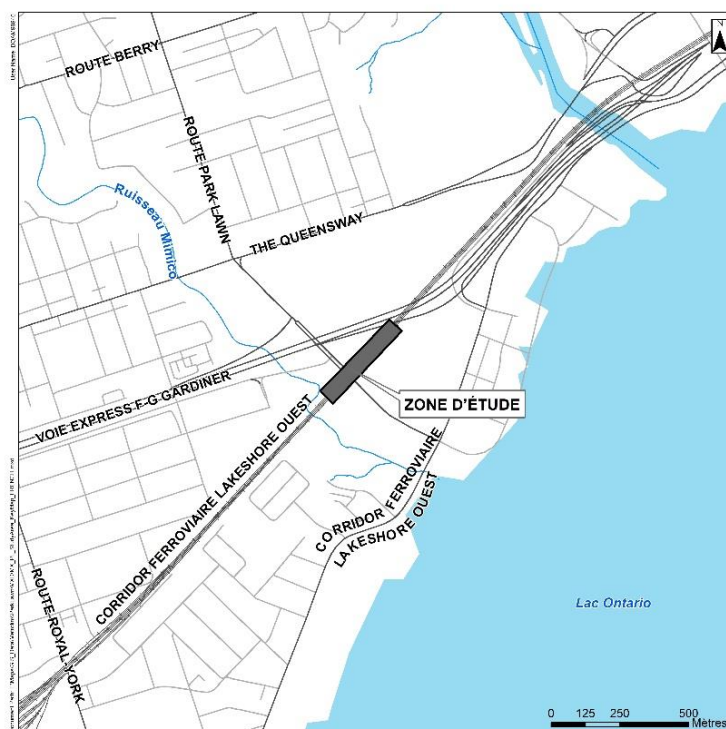 N
ROUTE BERRY
ROUTE PARK LAWN
Ruisseau Mimico
THE QUEENSWAY
VOIE EXPRESS F-G GARDINER
ZONE D'ÉTUDE
CORRIDOR FERROVIAIRE LAKESHORE OUEST
CORRIDOR FERROVIAIRE
LAKESHORE OUEST
ROUTE ROYAL YORK
Lac Ontario
0 125 250 500
Mètres